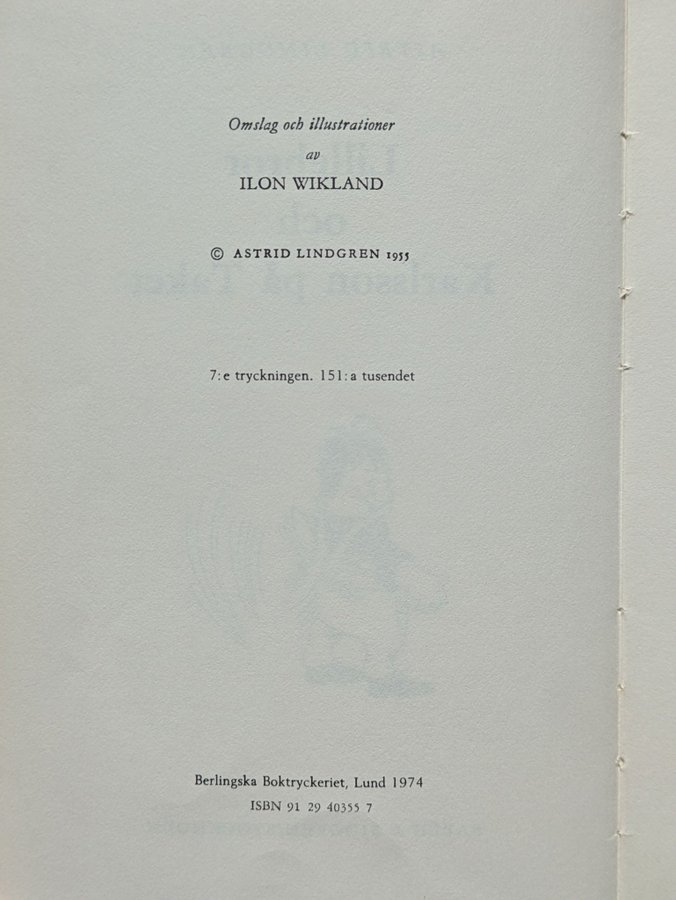 Omslag och illustrationer
av
ILON WIKLAND
© ASTRID LINDGREN 1955
7:e tryckningen. 151:a tusendet
Berlingska Boktryckeriet, Lund 1974
ISBN 91 29 40355 7